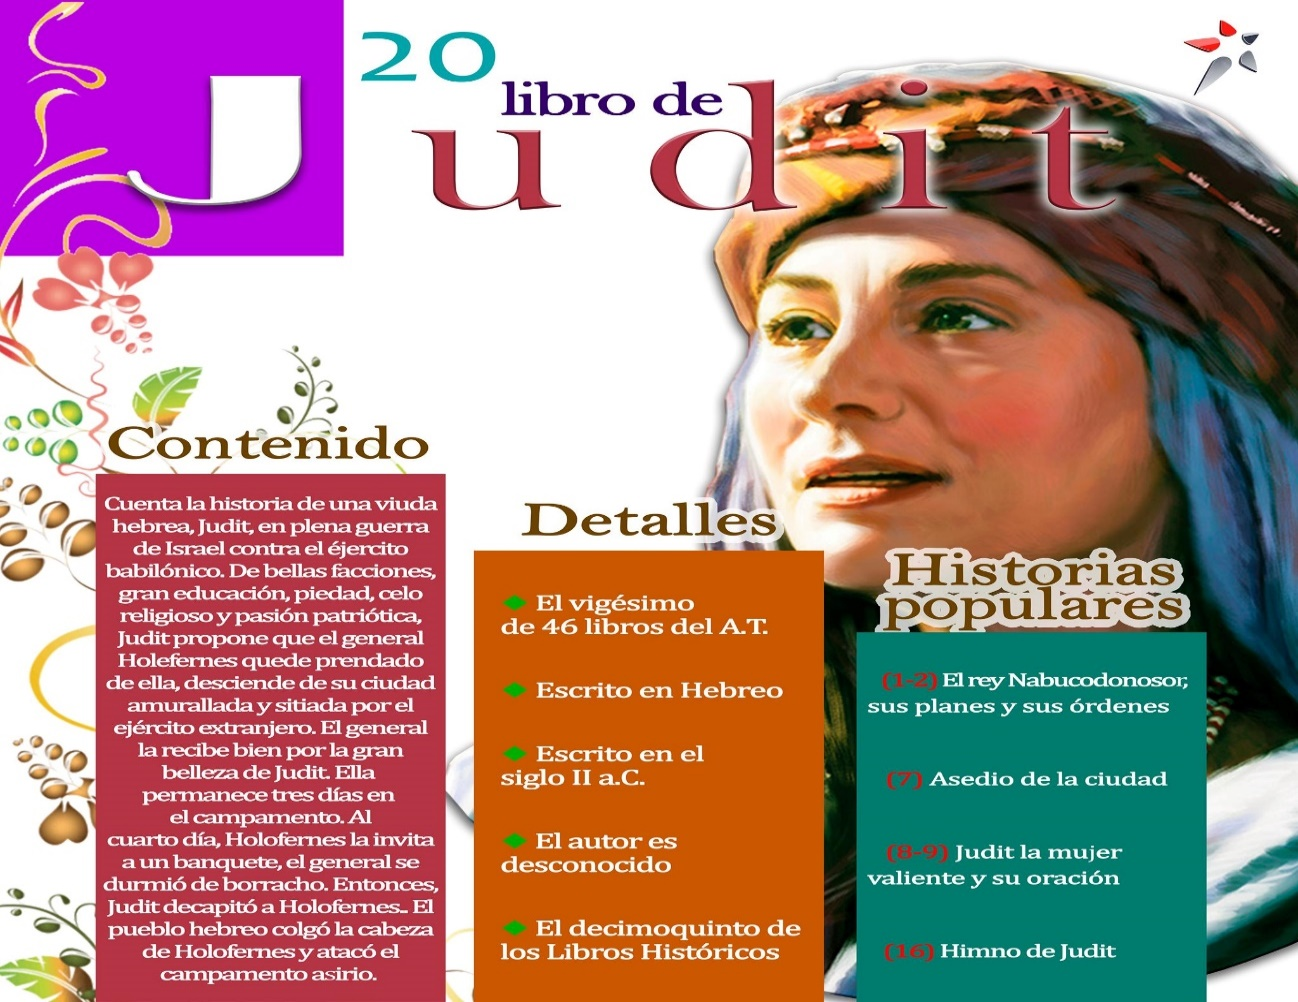 20
libro de
Judit
Contenido
Cuenta la historia de una viuda
hebrea, Judit, en plena guerra
de Israel contra el éjercito
babilónico. De bellas facciones,
gran educación, piedad, celo
religioso y pasión patriótica,
Judit propone que el general
Holefernes quede prendado
de ella, desciende de su ciudad
amurallada y sitiada por el
ejército extranjero. El general
la recibe bien por la gran
belleza de Judit. Ella
permanece tres días en
el campamento. Al
cuarto día, Holofernes la invita
a un banquete, el general se
durmió de borracho. Entonces,
Judit decapitó a Holofernes.. El
pueblo hebreo colgó la cabeza
de Holofernes y atacó el
campamento asirio.
Detalles
El vigésimo
de 46 libros del A.T.
Escrito en Hebreo
Escrito en el
siglo II a.C.
El autor es
desconocido
El decimoquinto de
los Libros Históricos
Historias
populares
(1-2) El rey Nabucodonosor,
sus planes y sus órdenes
(7) Asedio de la ciudad
(8-9) Judit la mujer
valiente y su oración
(16) Himno de Judit